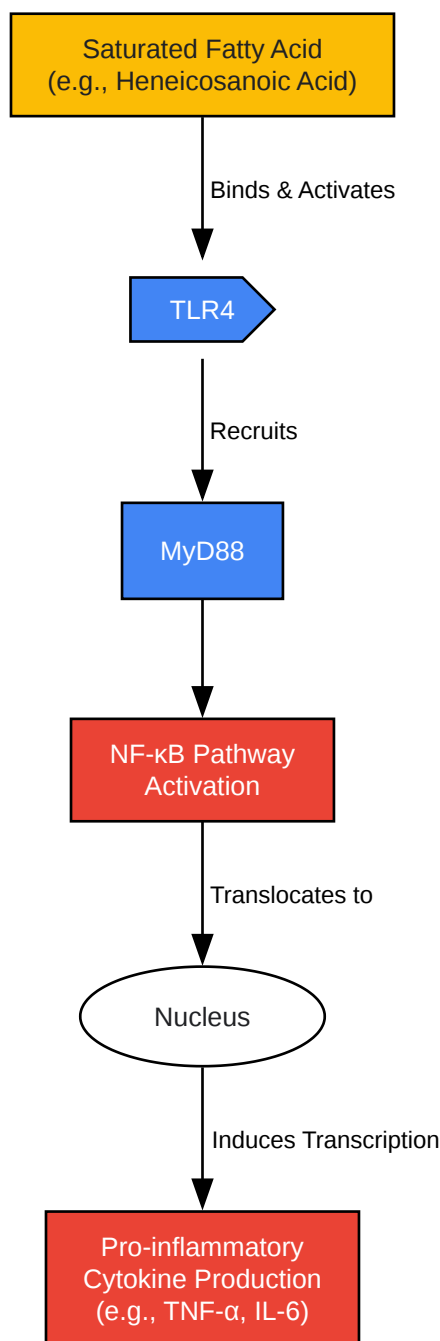 Saturated Fatty Acid
(e.g., Heneicosanoic Acid)
Binds & Activates
TLR4
Recruits
MyD88
NF-κB Pathway
Activation
Translocates to
Nucleus
Induces Transcription
Pro-inflammatory
Cytokine Production
(e.g., TNF-α, IL-6)